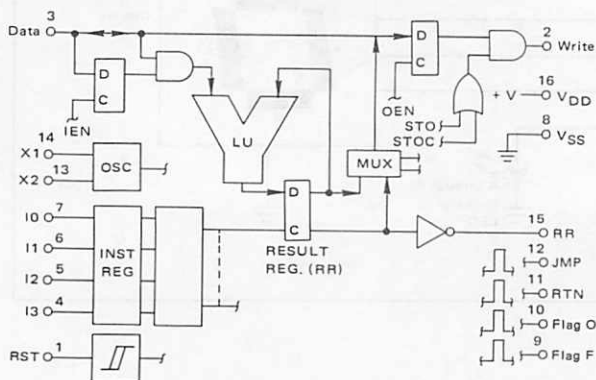 3
Data
D
C
IEN
14
X1
13
X2
OSC
7
I0
6
I1
5
I2
4
I3
INST
REG
1
RST
LU
D
C
RESULT
REG. (RR)
MUX
D
C
OEN
STO
STOC
2
Write
16
+ V
VDD
8
VSS
15
RR
12
JMP
11
RTN
10
Flag O
9
Flag F